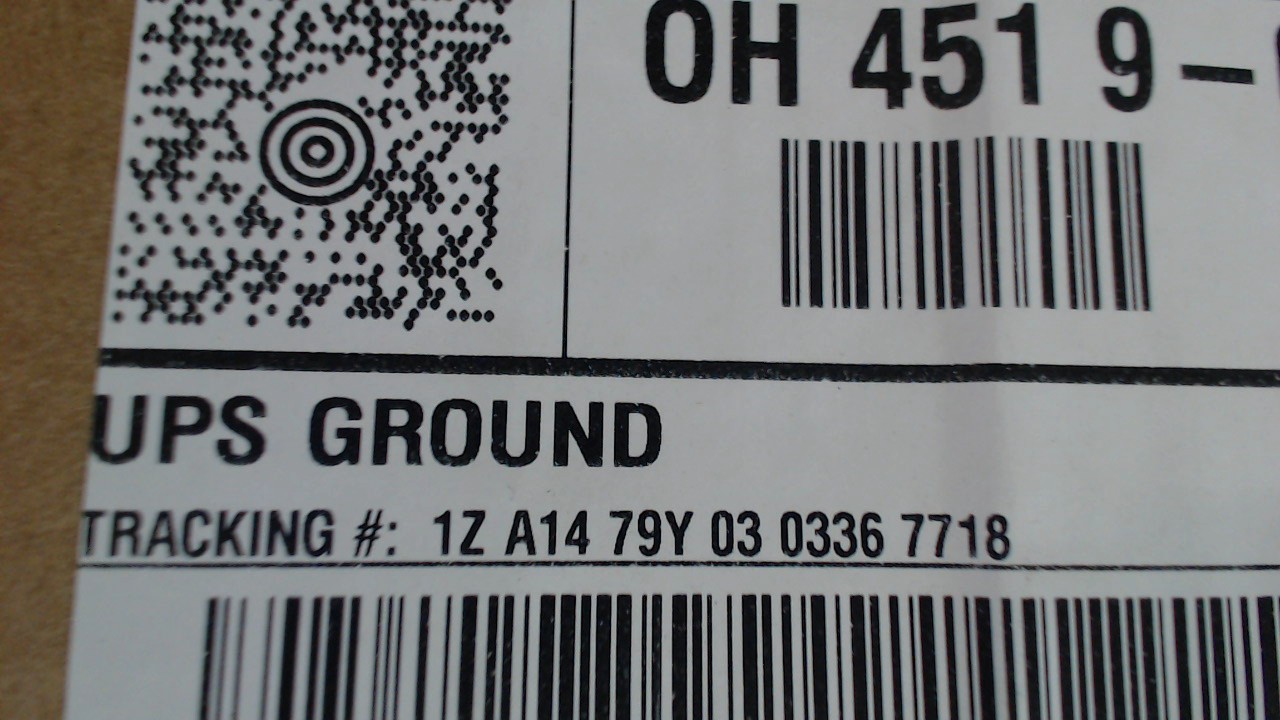 OH 451 9-
UPS GROUND
TRACKING #: 1Z A14 79Y 03 0336 7718